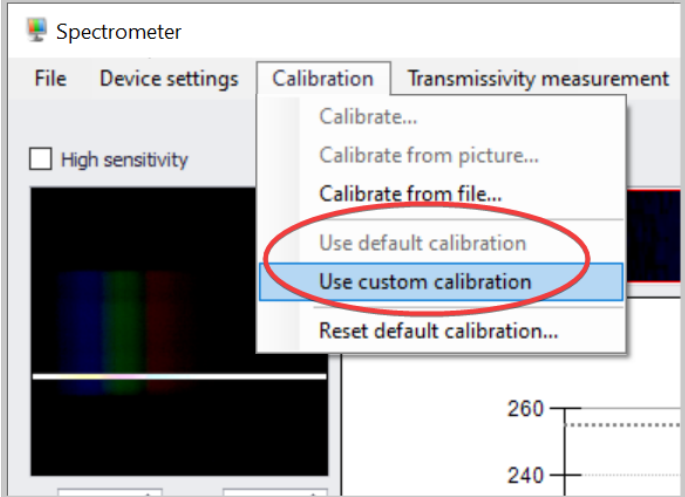 Spectrometer
File Device settings Calibration Transmissivity measurement
Calibrate...
Calibrate from picture...
High sensitivity
Calibrate from file...
Use default calibration
Use custom calibration
Reset default calibration...
260
240